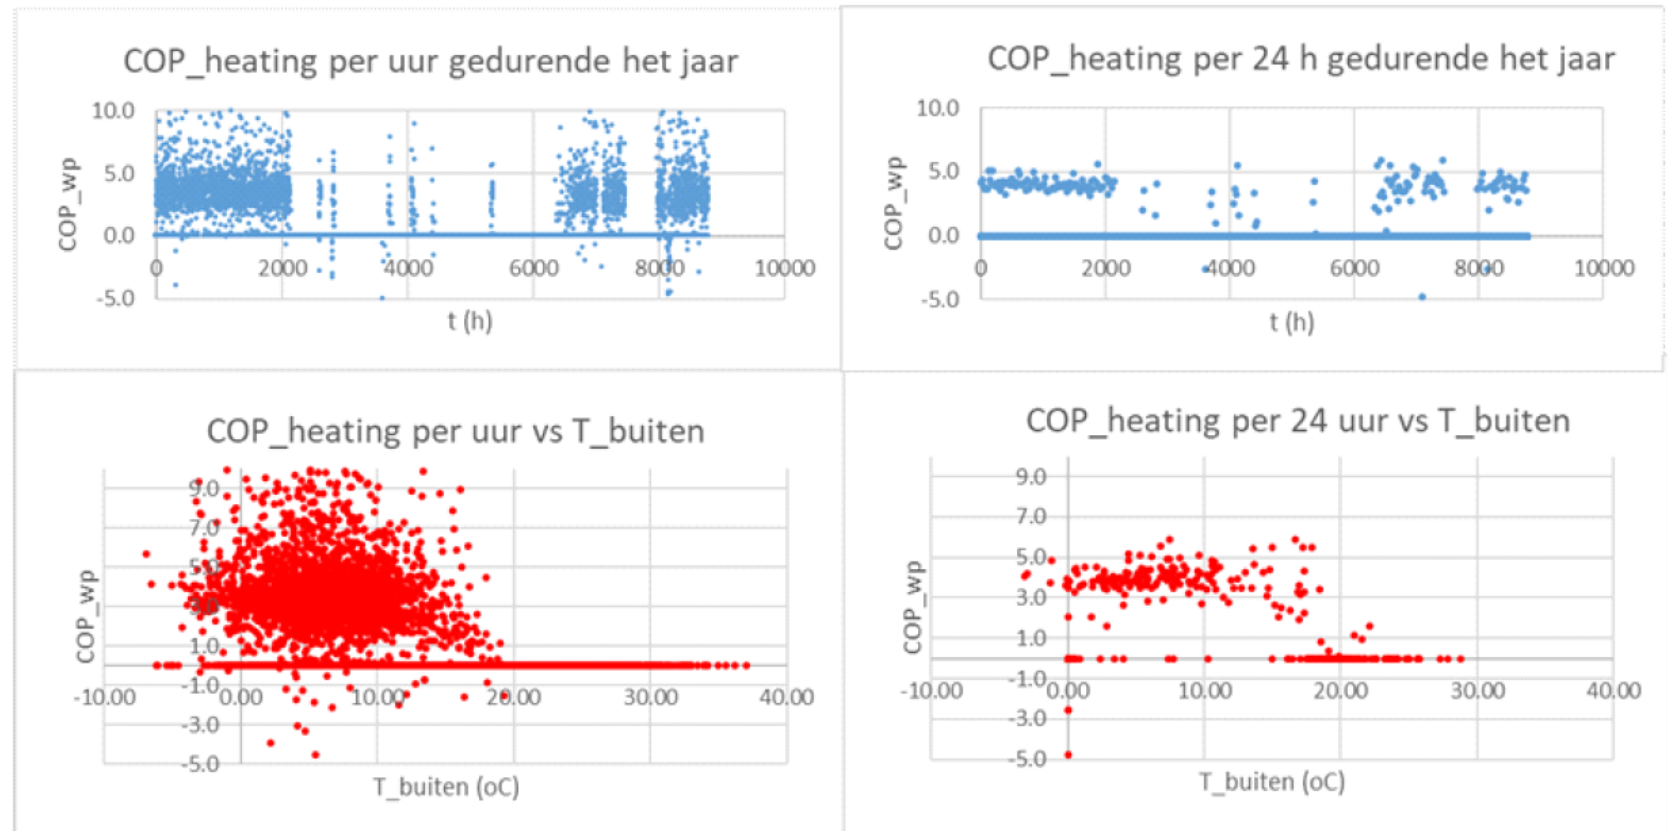 COP_heating per uur gedurende het jaar
10.0
5.0
0.0
-5.0
COP_wp
0 2000 4000 6000 8000 10000
t (h)
COP_heating per 24 h gedurende het jaar
10.0
5.0
0.0
-5.0
COP_wp
0 2000 4000 6000 8000 10000
t (h)
COP_heating per uur vs T_buiten
9.0
7.0
5.0
3.0
1.0
-1.0
-3.0
-5.0
COP_wp
-10.00 0.00 10.00 20.00 30.00 40.00
T_buiten (oC)
COP_heating per 24 uur vs T_buiten
9.0
7.0
5.0
3.0
1.0
-1.0
-3.0
-5.0
COP_wp
-10.00 0.00 10.00 20.00 30.00 40.00
T_buiten (oC)